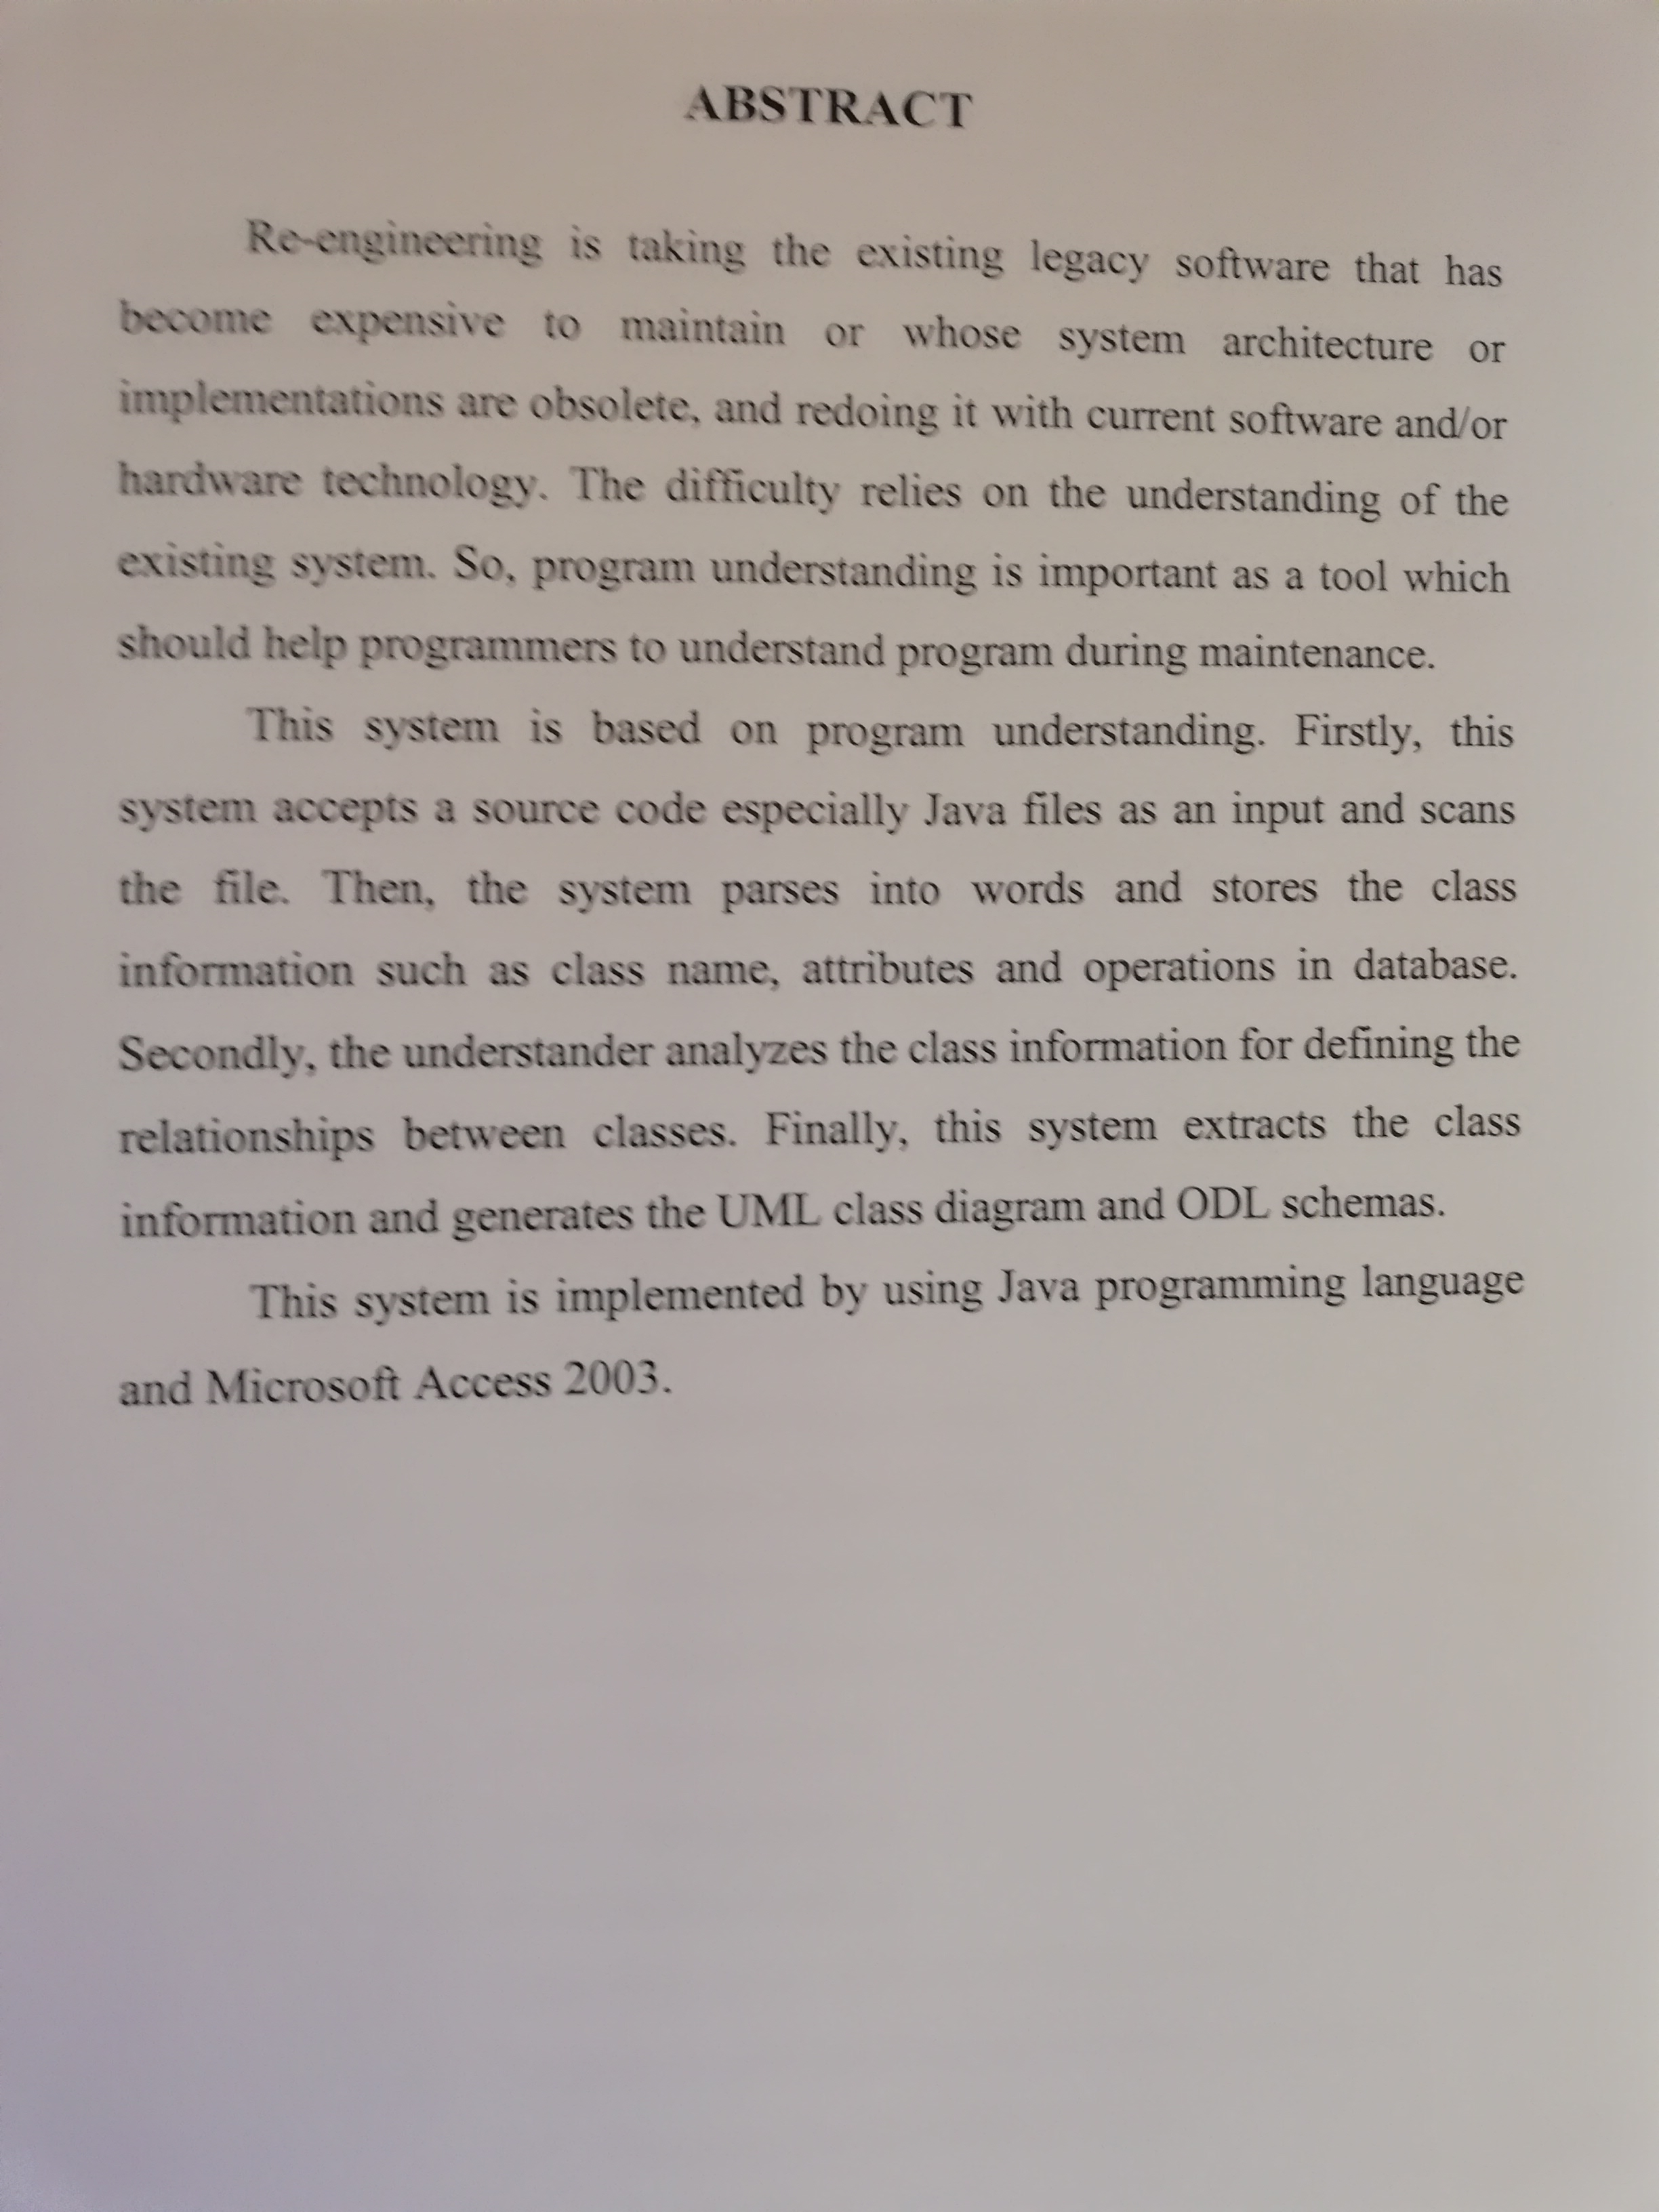 ABSTRACT
Re-engineering is taking the existing legacy software that has
become expensive to maintain or whose system architecture or
implementations are obsolete, and redoing it with current software and/or
hardware technology. The difficulty relies on the understanding of the
existing system. So, program understanding is important as a tool which
should help programmers to understand program during maintenance.
This system is based on program understanding. Firstly, this
system accepts a source code especially Java files as an input and scans
the file. Then, the system parses into words and stores the class
information such as class name, attributes and operations in database.
Secondly, the understander analyzes the class information for defining the
relationships between classes. Finally, this system extracts the class
information and generates the UML class diagram and ODL schemas.
This system is implemented by using Java programming language
and Microsoft Access 2003.